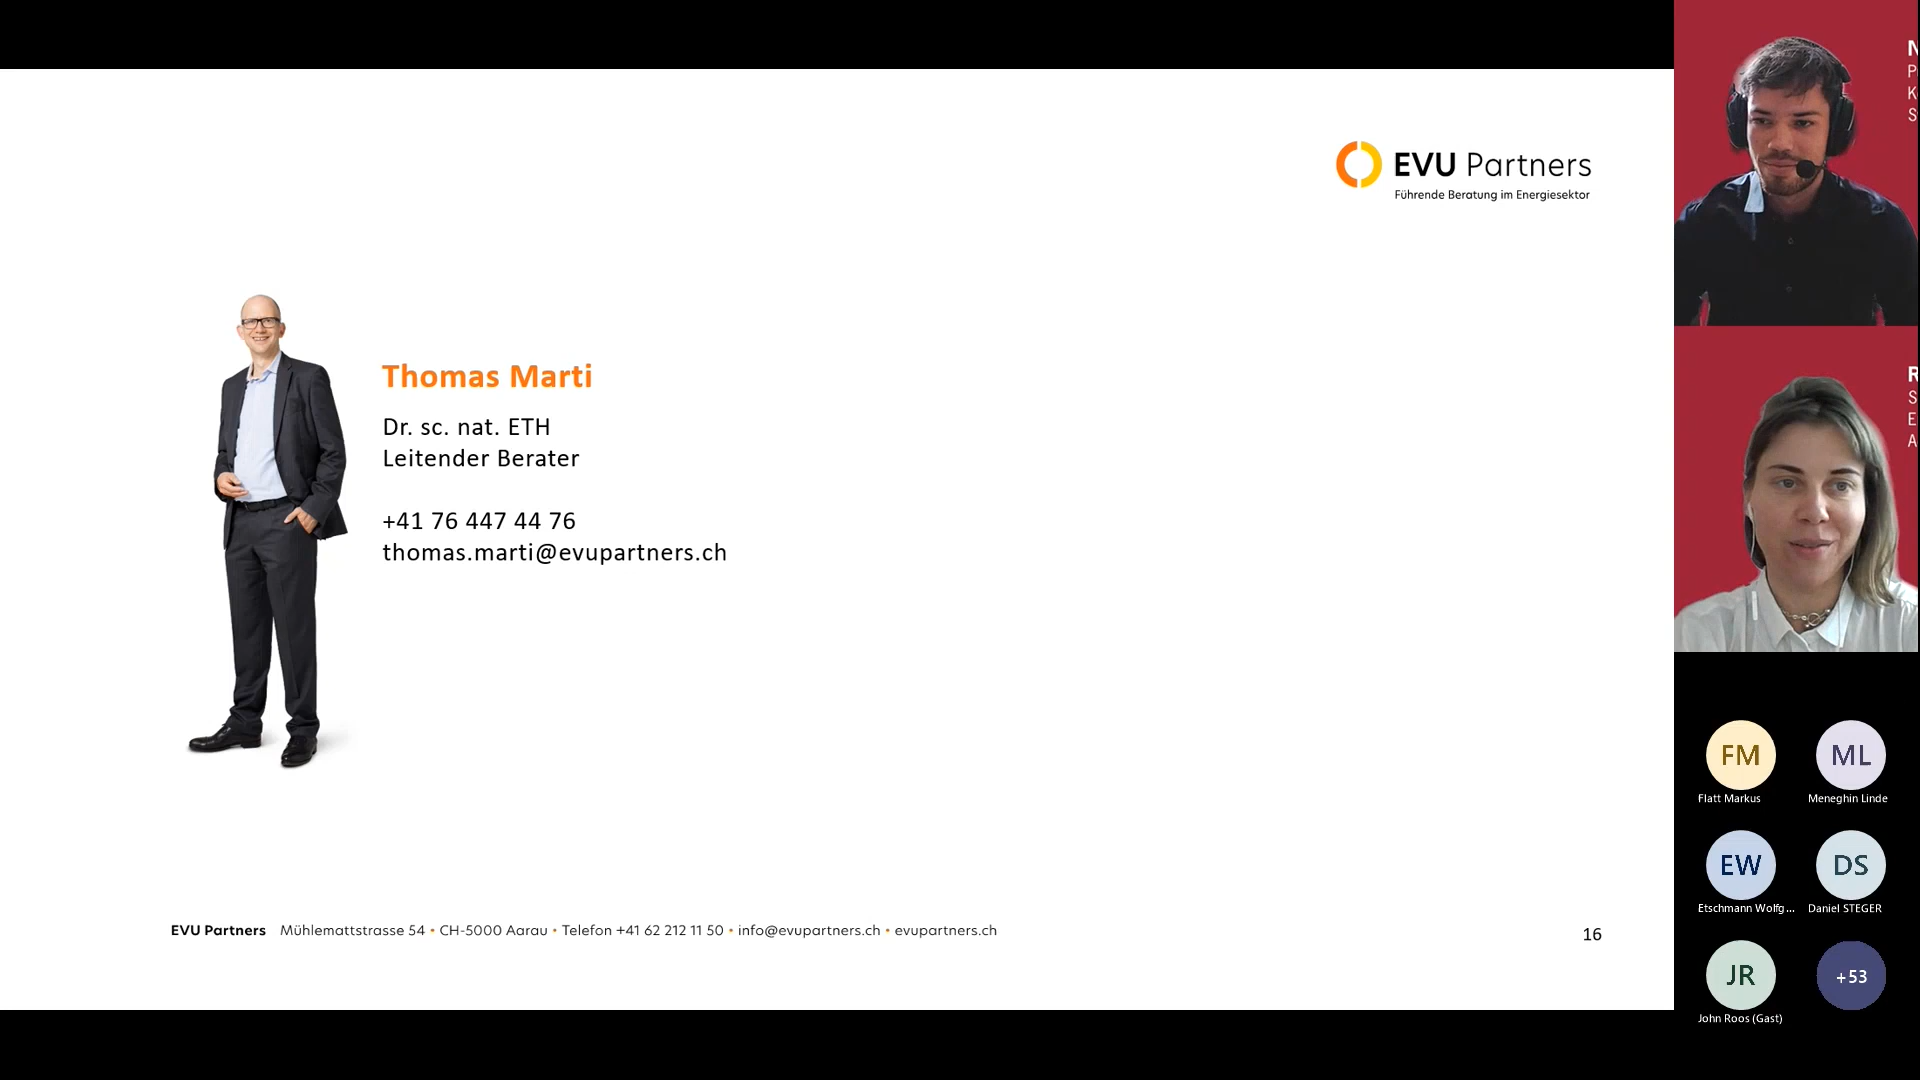 EVU Partners
Führende Beratung im Energiesektor
Thomas Marti
Dr. sc. nat. ETH
Leitender Berater
+41 76 447 44 76
thomas.marti@evupartners.ch
EVU Partners Mühlemattstrasse 54 • CH-5000 Aarau • Telefon +41 62 212 11 50 • info@evupartners.ch • evupartners.ch
16
N
P
K
S
R
S
E
A
FM
Flatt Markus
ML
Meneghin Linde
EW
Etschmann Wolfg...
DS
Daniel STEGER
JR
John Roos (Gast)
+53